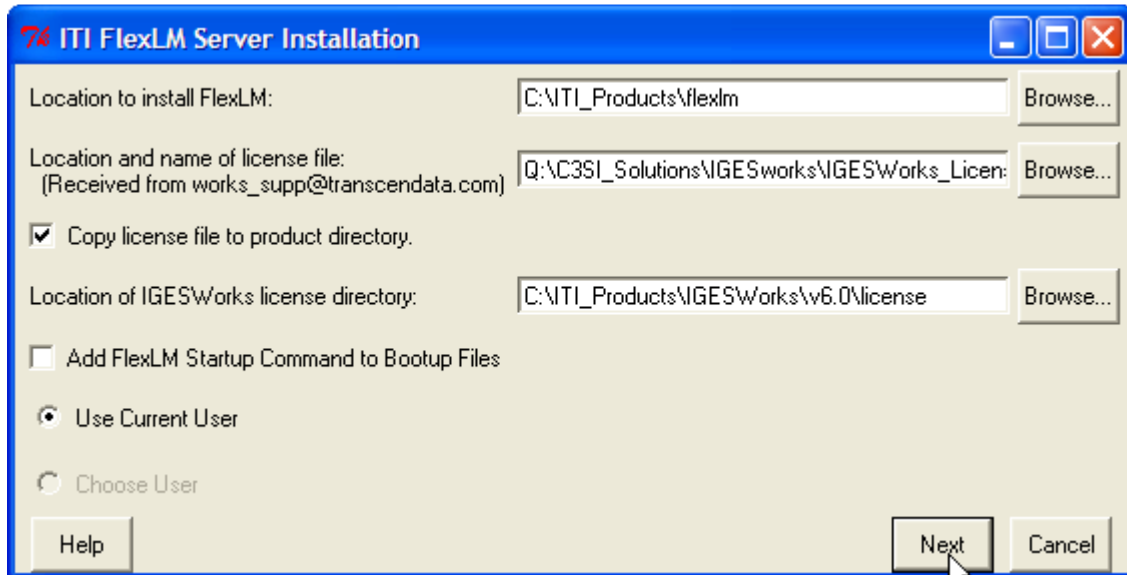 ITI FlexLM Server Installation
Location to install FlexLM:
C:\ITI_Products\flexlm
Browse...
Location and name of license file:
(Received from works_supp@transcendata.com)
Q:\C3SI_Solutions\IGESworks\IGESWorks_Licen
Browse...
Copy license file to product directory.
Location of IGESWorks license directory:
C:\ITI_Products\IGESWorks\v6.0\license
Browse...
Add FlexLM Startup Command to Bootup Files
Use Current User
Choose User
Help
Next
Cancel